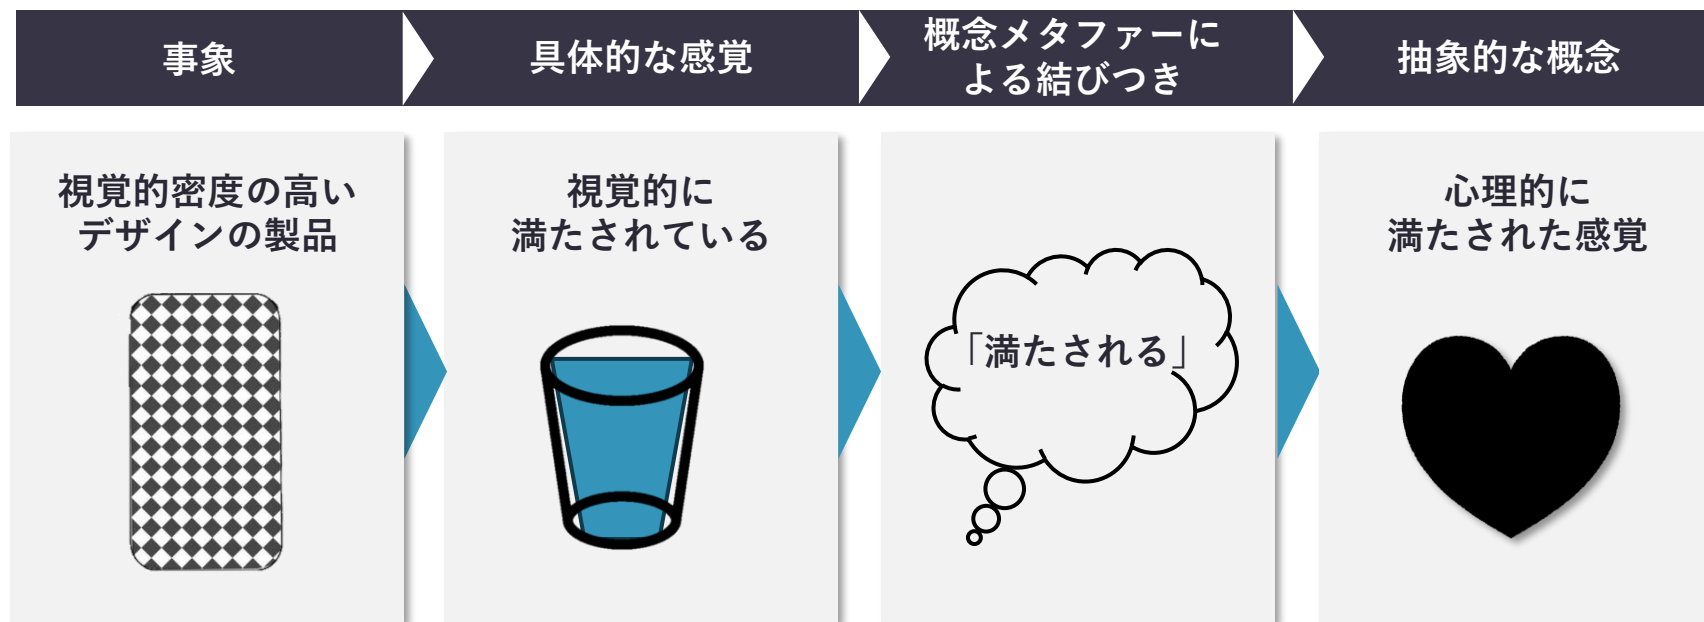 事象
具体的な感覚
概念メタファーに
よる結びつき
抽象的な概念
視覚的密度の高い
デザインの製品
視覚的に
満たされている
「満たされる」
心理的に
満たされた感覚